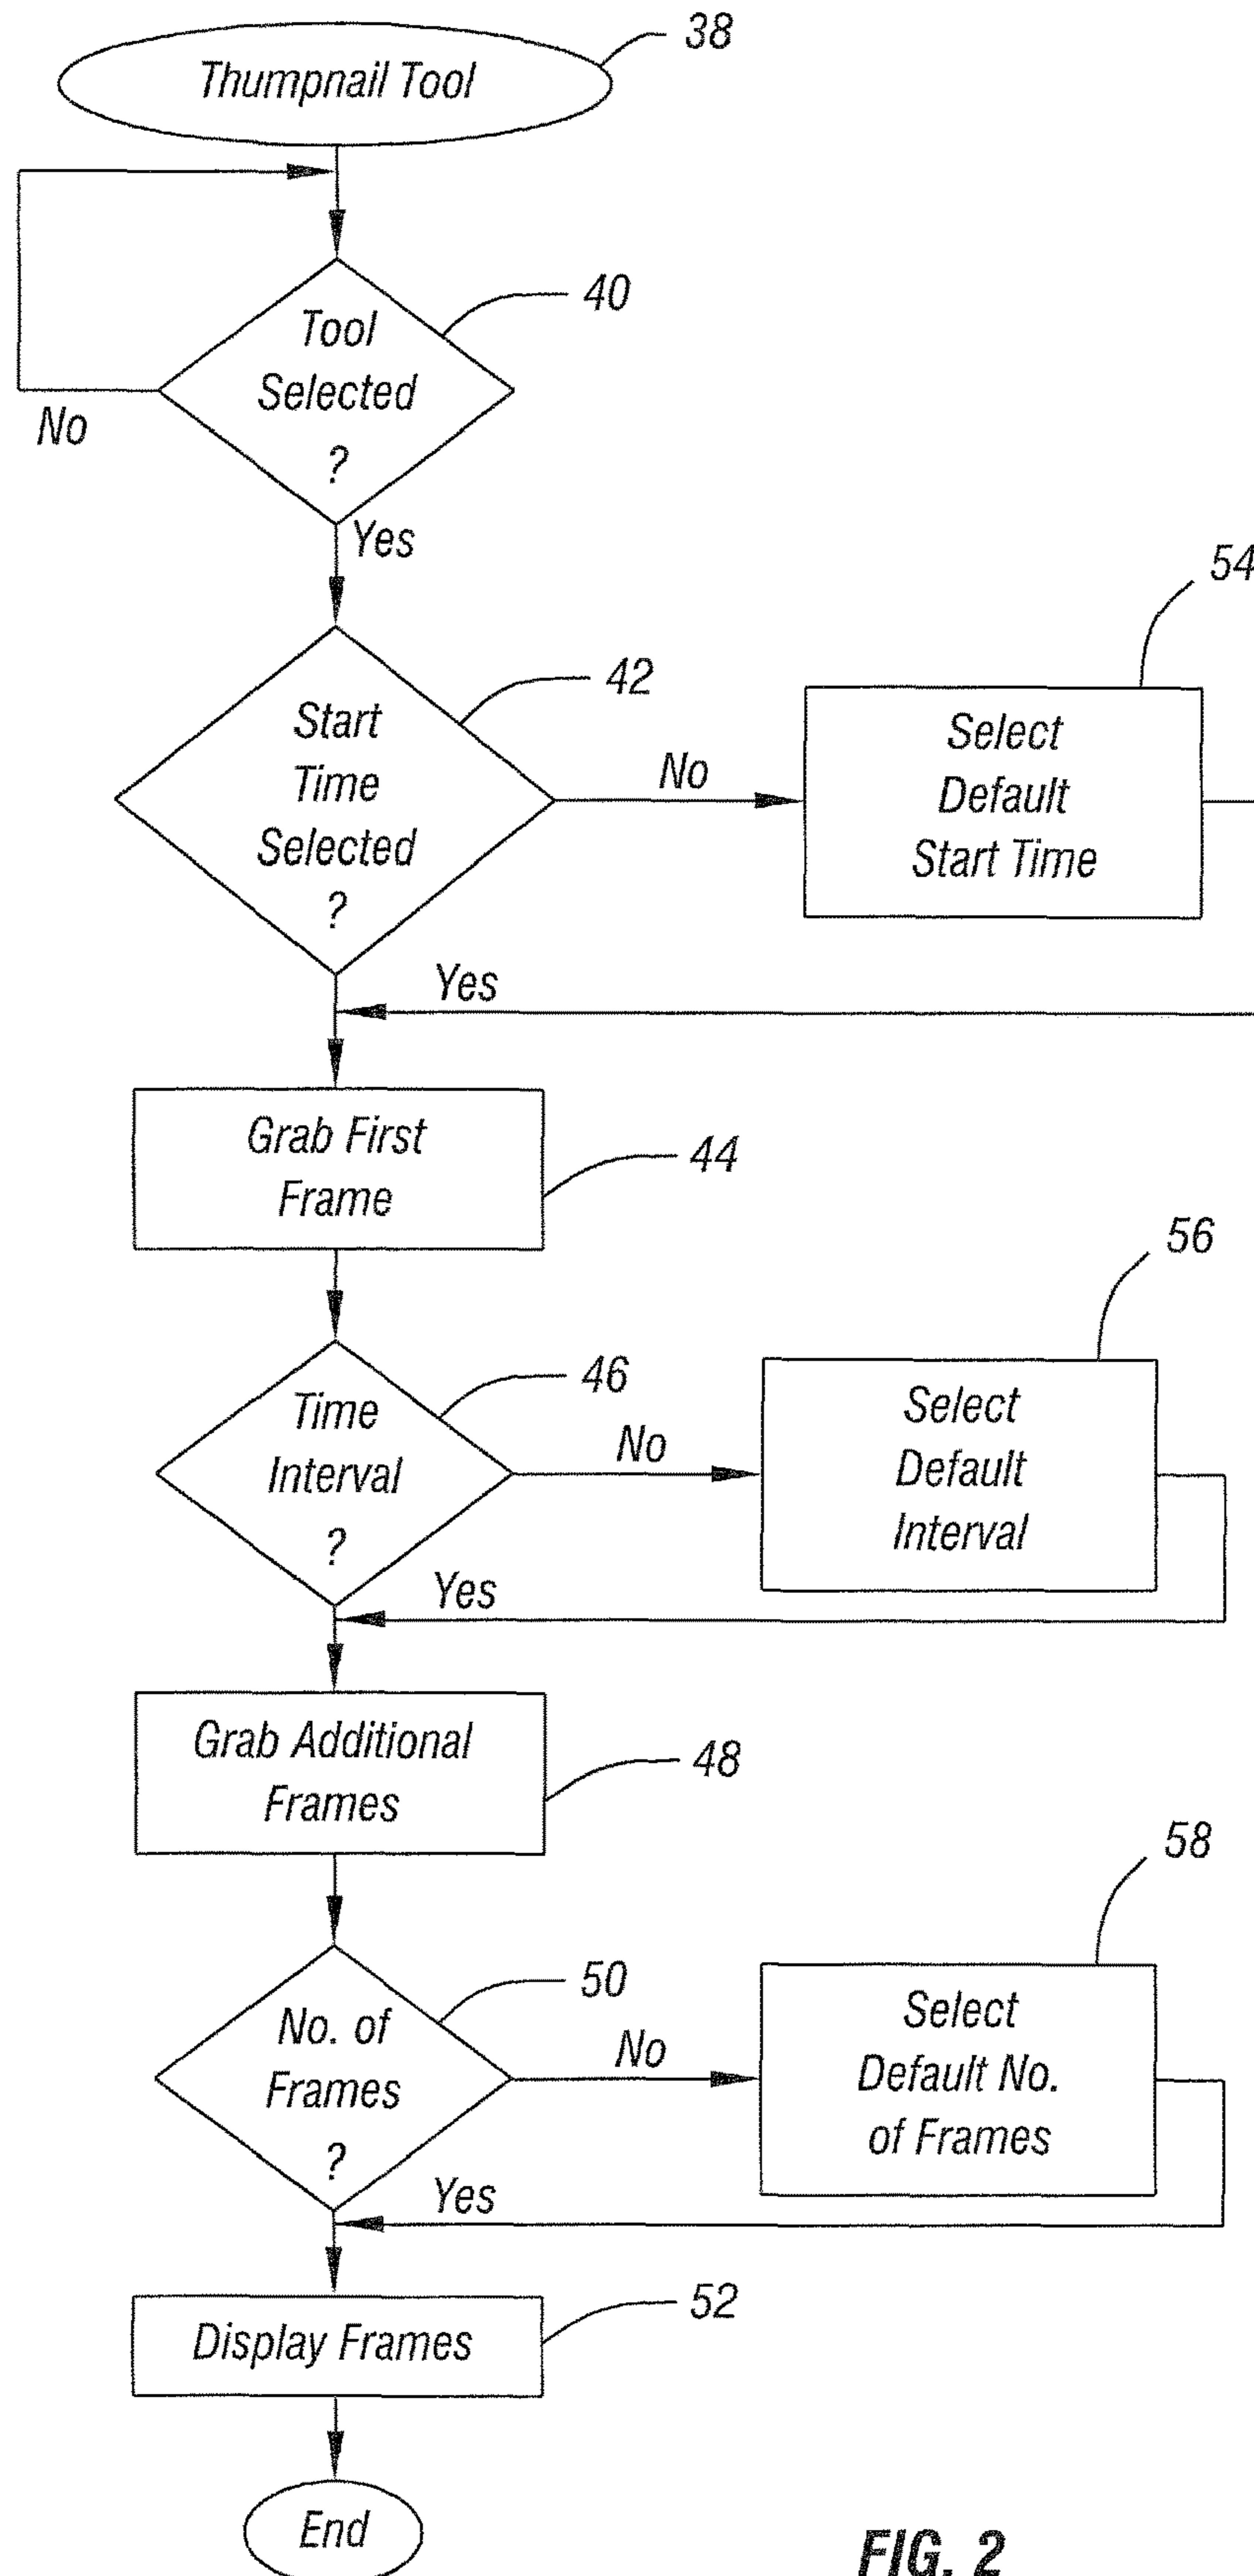 38
Thumpnail Tool
40
Tool
Selected
?
No
Yes
54
42
Start
Time
Selected
?
No
Select
Default
Start Time
Yes
Grab First
Frame
44
56
46
Time
Interval
?
No
Select
Default
Interval
Yes
Grab Additional
Frames
48
58
50
No. of
Frames
?
No
Select
Default No.
of Frames
Yes
52
Display Frames
End
FIG. 2